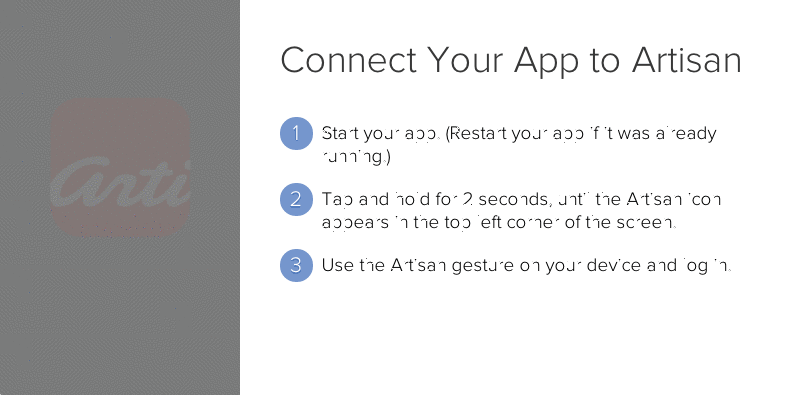 Connect Your App to Artisan
1 Start your app. (Restart your app if it was already
running.)
2 Tap and hold for 2 seconds, until the Artisan icon
appears in the top left corner of the screen.
3 Use the Artisan gesture on your device and log in.
arti